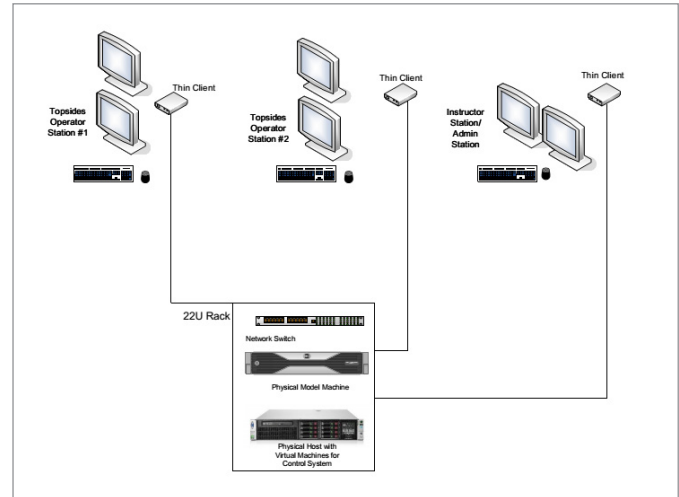 Thin Client
Topsides
Operator
Station #1
Thin Client
Topsides
Operator
Station #2
Thin Client
Instructor
Station/
Admin
Station
22U Rack
Network Switch
Physical Model Machine
Physical Host with
Virtual Machines for
Control System